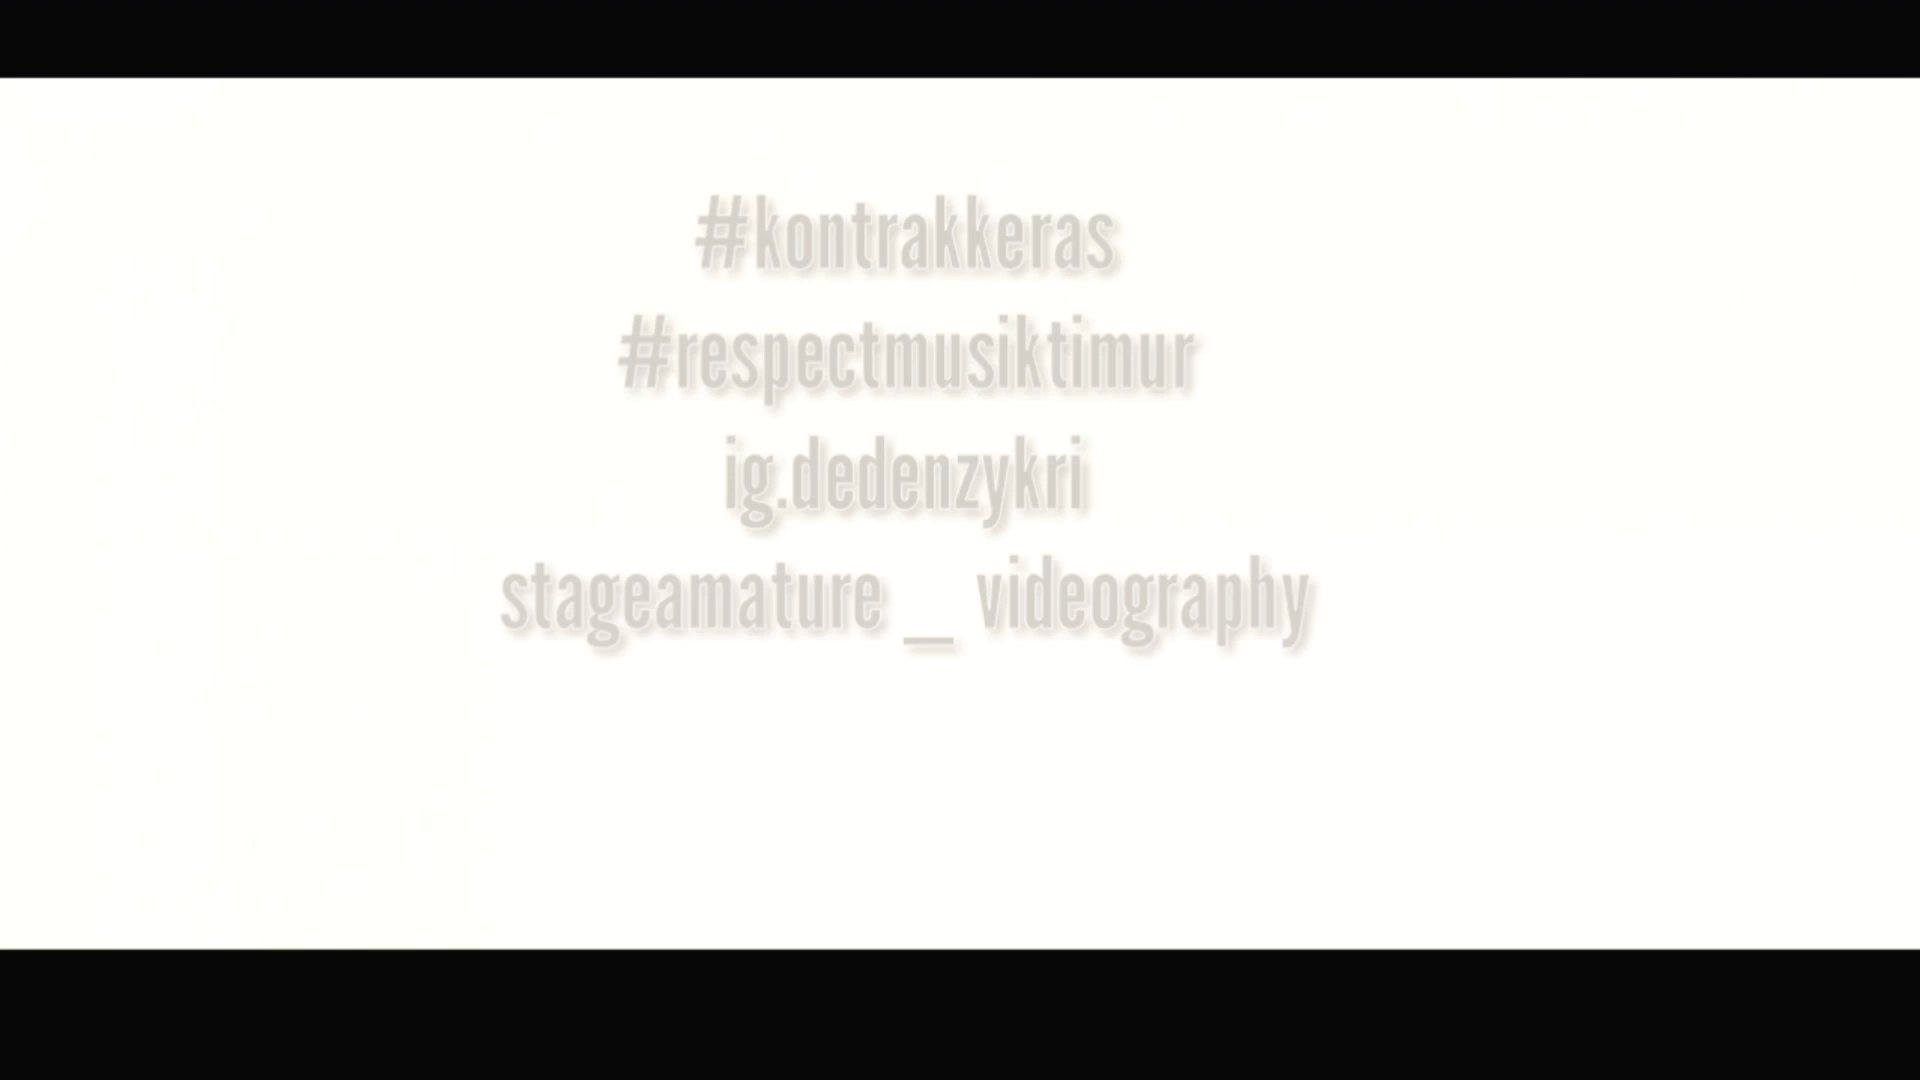 #kontrakkeras
#respectmusiktimur
ig.dedenzykri
stageamature _ videography